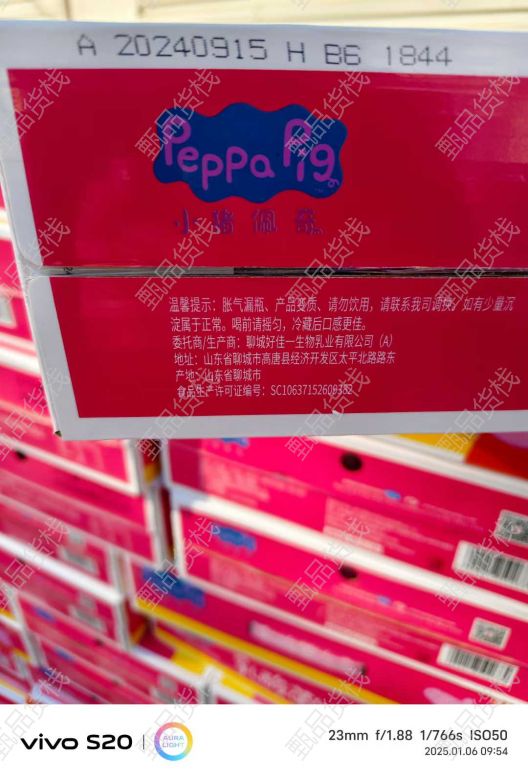 A 20240915 H B6 1844
Peppa Pig
小猪佩奇
温馨提示：胀气漏瓶、产品变质、请勿饮用，请联系我司调换。如有少量沉
淀属于正常。喝前请摇匀，冷藏后口感更佳。
委托商/生产商：聊城好佳一生物乳业有限公司（A）
地址：山东省聊城市高唐县经济开发区太平北路路东
产地：山东省聊城市
食品生产许可证编号：
甄品货栈
vivo S20
AURA
LIGHT
23mm f/1.88 1/766s ISO50
2025.01.06 09:54